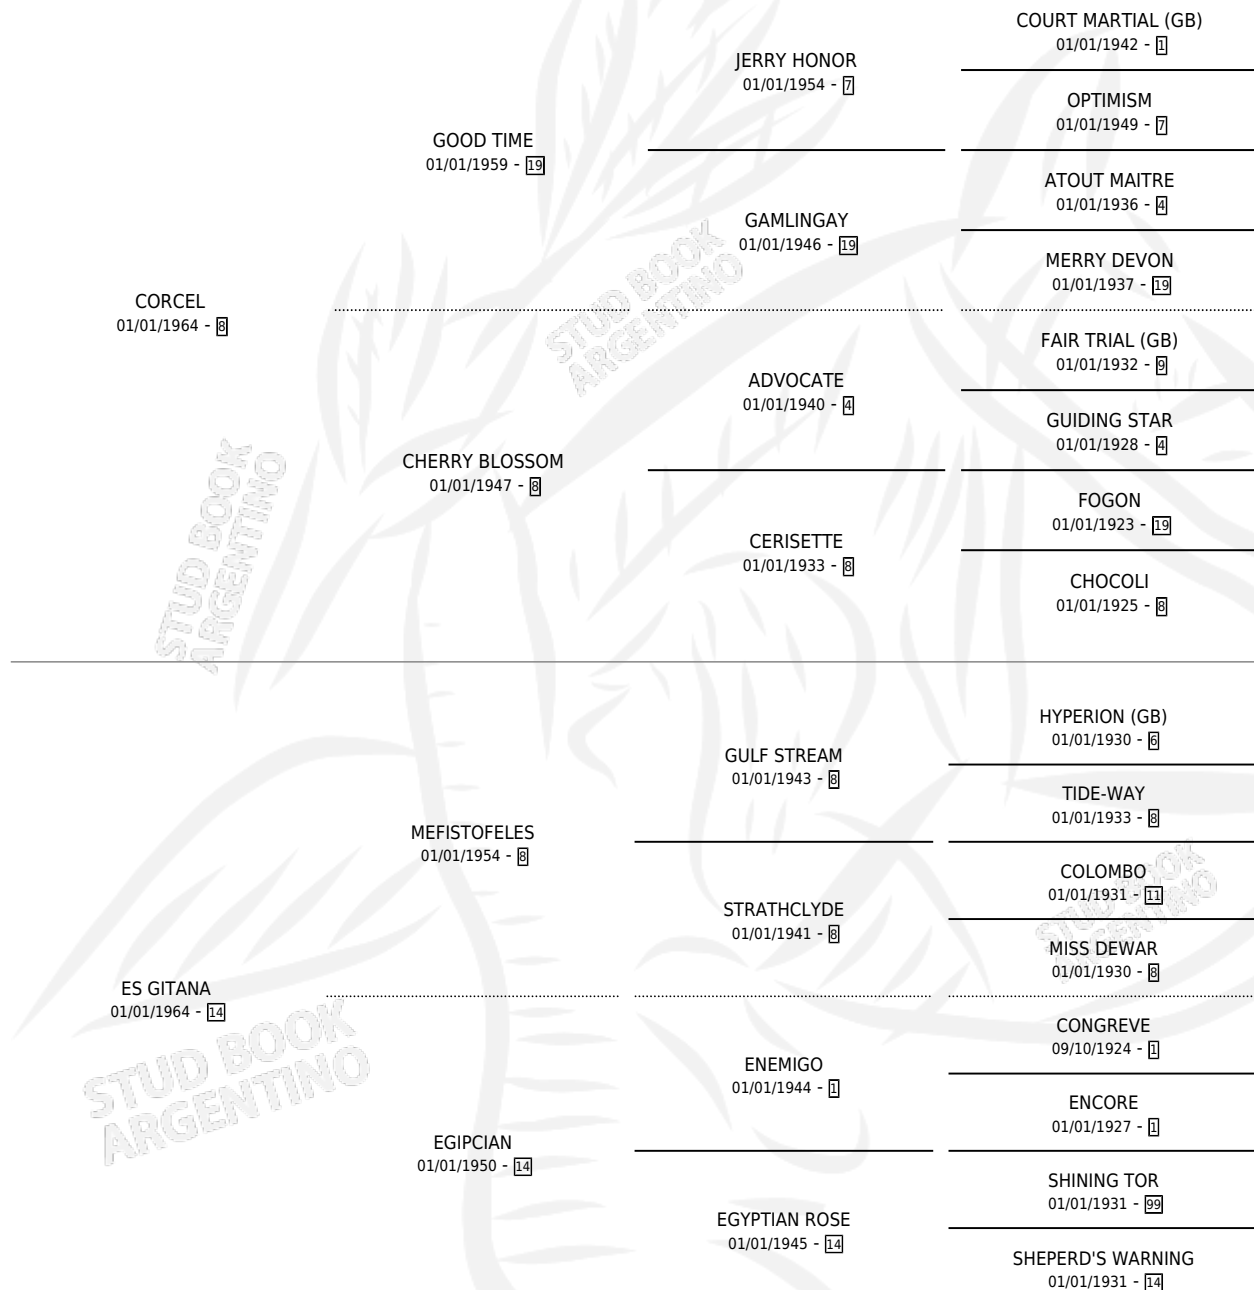 COURT MARTIAL (GB)
01/01/1942 - 1
JERRY HONOR
01/01/1954 - 7
OPTIMISM
01/01/1949 - 7
GOOD TIME
01/01/1959 - 19
ATOUT MAITRE
01/01/1936 - 4
GAMLINGAY
01/01/1946 - 19
MERRY DEVON
01/01/1937 - 19
CORCEL
01/01/1964 - 8
STUD BOOK
ARGENTINO
FAIR TRIAL (GB)
01/01/1932 - 9
ADVOCATE
01/01/1940 - 4
GUIDING STAR
01/01/1928 - 4
CHERRY BLOSSOM
01/01/1947 - 8
FOGON
01/01/1923 - 19
CERISETTE
01/01/1933 - 8
CHOCOLI
01/01/1925 - 8
STUD BOOK
ARGENTINO
HYPERION (GB)
01/01/1930 - 6
GULF STREAM
01/01/1943 - 8
TIDE-WAY
01/01/1933 - 8
MEFISTOFELES
01/01/1954 - 8
COLOMBO
01/01/1931 - 11
STRATHCLYDE
01/01/1941 - 8
MISS DEWAR
01/01/1930 - 8
STUD BOOK
ARGENTINO
ES GITANA
01/01/1964 - 14
STUD BOOK
ARGENTINO
CONGREVE
09/10/1924 - 1
ENEMIGO
01/01/1944 - 1
ENCORE
01/01/1927 - 1
EGIPCIAN
01/01/1950 - 14
SHINING TOR
01/01/1931 - 99
EGYPTIAN ROSE
01/01/1945 - 14
SHEPERD'S WARNING
01/01/1931 - 14